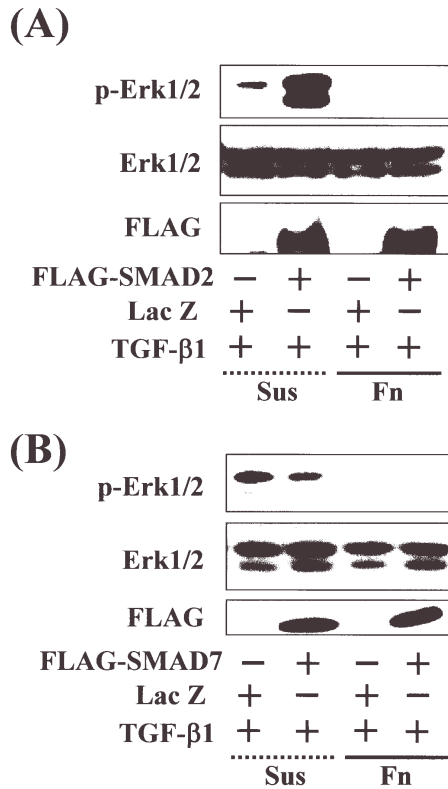 (A)
p-Erk1/2
Erk1/2
FLAG
FLAG-SMAD2 − + − +
Lac Z + − + −
TGF-β1 + + + +
Sus Fn
(B)
p-Erk1/2
Erk1/2
FLAG
FLAG-SMAD7 − + − +
Lac Z + − + −
TGF-β1 + + + +
Sus Fn